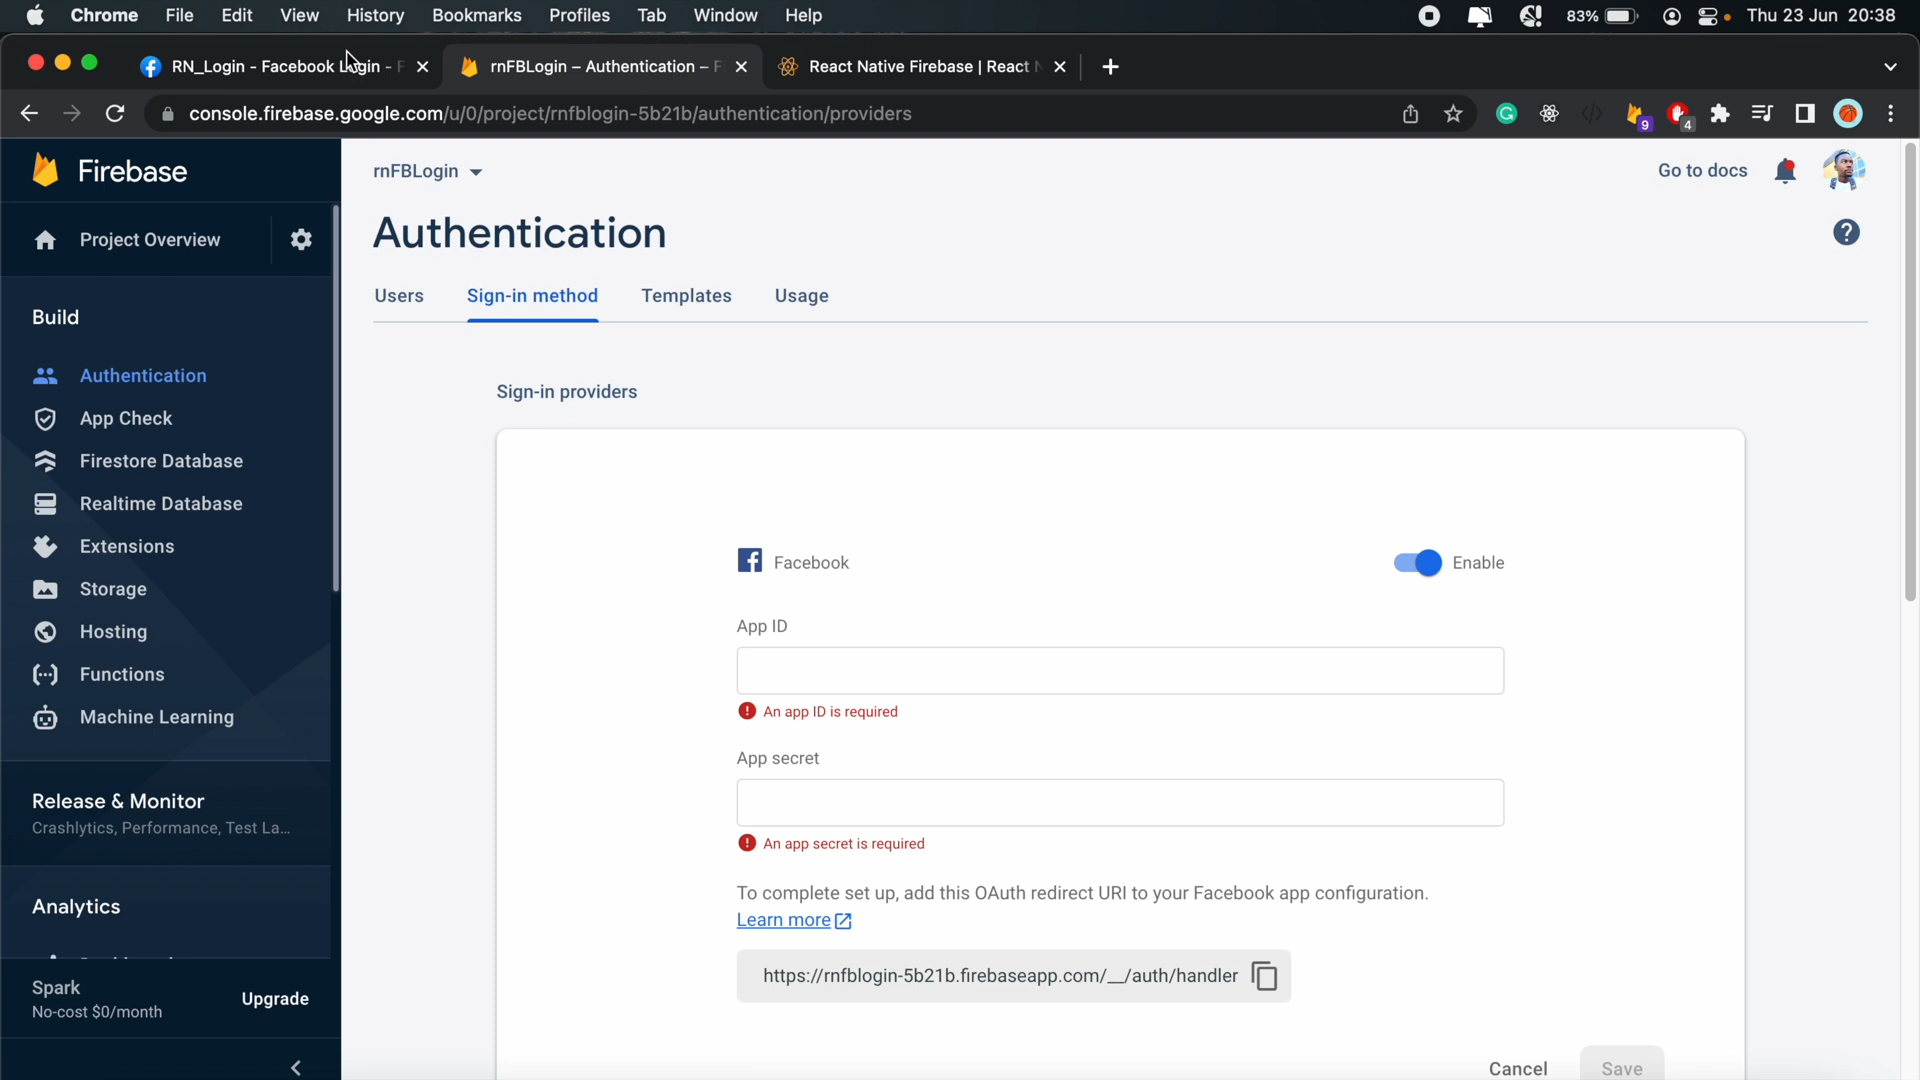 Chrome File Edit View History Bookmarks Profiles Tab Window Help 83% Thu 23 Jun 20:38
RN_Login - Facebook Login - F rnFBLogin – Authentication – F React Native Firebase | React N
console.firebase.google.com/u/0/project/rnfblogin-5b21b/authentication/providers 9 4
Firebase
rnFBLogin
Go to docs
Project Overview
Authentication
Users Sign-in method Templates Usage
Build
Authentication
App Check
Firestore Database
Realtime Database
Extensions
Storage
Hosting
Functions
Machine Learning
Release & Monitor
Crashlytics, Performance, Test La...
Analytics
Spark
No-cost $0/month
Upgrade
Sign-in providers
Facebook
Enable
App ID
An app ID is required
App secret
An app secret is required
To complete set up, add this OAuth redirect URI to your Facebook app configuration.
Learn more
https://rnfblogin-5b21b.firebaseapp.com/__/auth/handler
Cancel Save